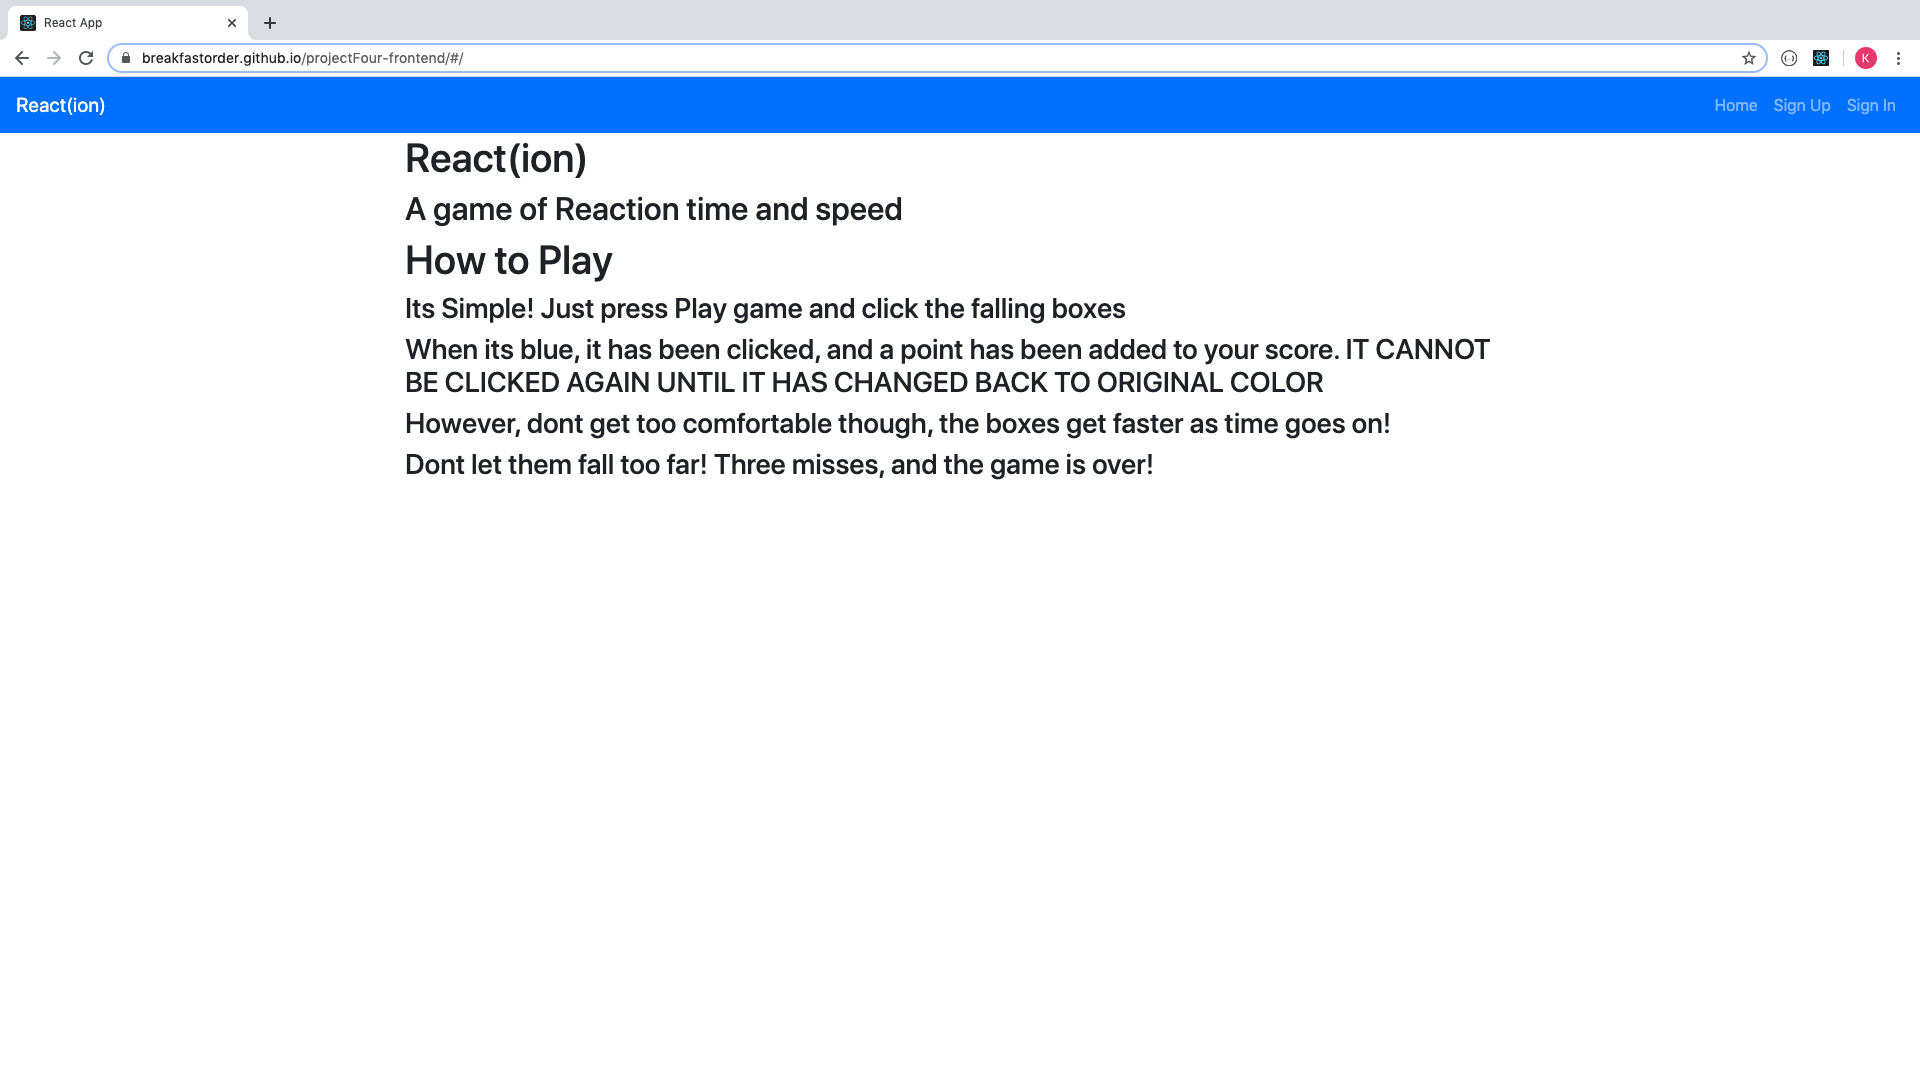 React App
breakfastorder.github.io/projectFour-frontend/#/
K
React(ion)
Home Sign Up Sign In
React(ion)
A game of Reaction time and speed
How to Play
Its Simple! Just press Play game and click the falling boxes
When its blue, it has been clicked, and a point has been added to your score. IT CANNOT
BE CLICKED AGAIN UNTIL IT HAS CHANGED BACK TO ORIGINAL COLOR
However, dont get too comfortable though, the boxes get faster as time goes on!
Dont let them fall too far! Three misses, and the game is over!